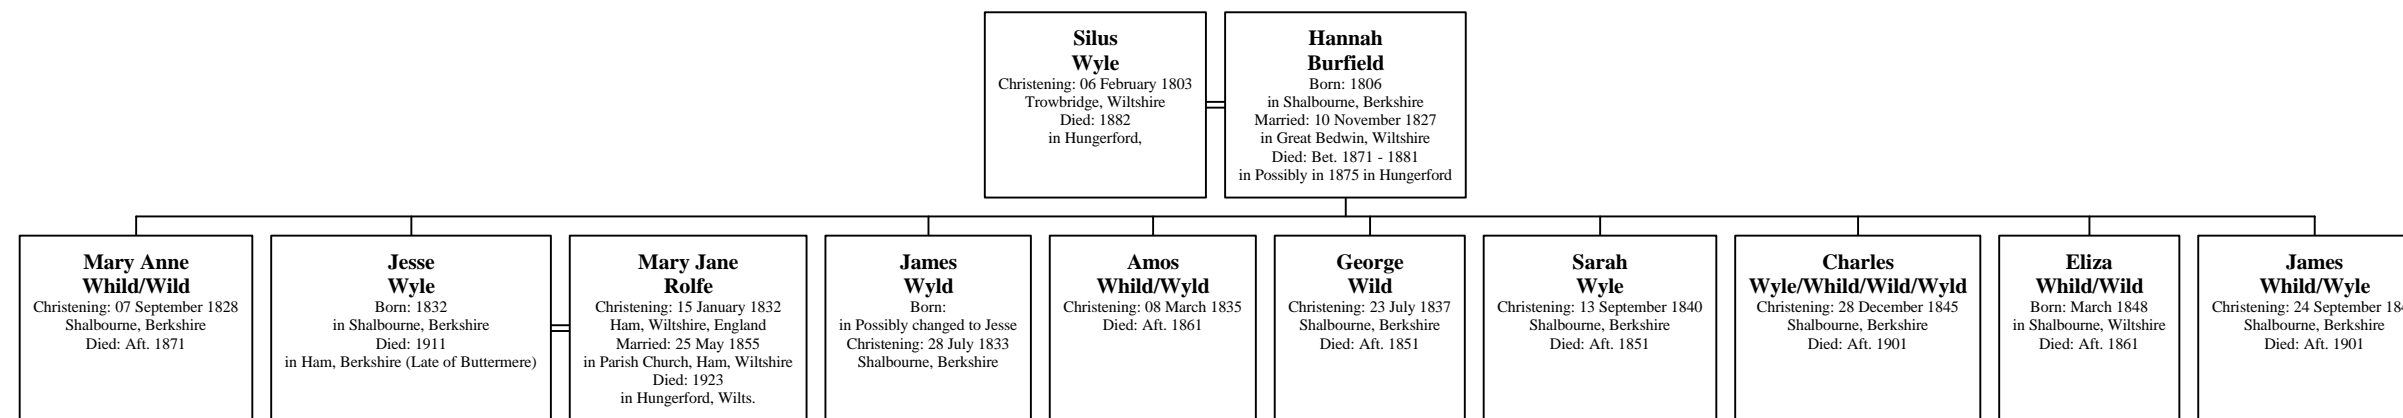 Silus
Wyle
Christening: 06 February 1803
Trowbridge, Wiltshire
Died: 1882
in Hungerford,
Hannah
Burfield
Born: 1806
in Shalbourne, Berkshire
Married: 10 November 1827
in Great Bedwin, Wiltshire
Died: Bet. 1871 - 1881
in Possibly in 1875 in Hungerford
Mary Anne
Whild/Wild
Christening: 07 September 1828
Shalbourne, Berkshire
Died: Aft. 1871
Jesse
Wyle
Born: 1832
in Shalbourne, Berkshire
Died: 1911
in Ham, Berkshire (Late of Buttermere)
Mary Jane
Rolfe
Christening: 15 January 1832
Ham, Wiltshire, England
Married: 25 May 1855
in Parish Church, Ham, Wiltshire
Died: 1923
in Hungerford, Wilts.
James
Wyld
Born:
in Possibly changed to Jesse
Christening: 28 July 1833
Shalbourne, Berkshire
Amos
Whild/Wyld
Christening: 08 March 1835
Died: Aft. 1861
George
Wild
Christening: 23 July 1837
Shalbourne, Berkshire
Died: Aft. 1851
Sarah
Wyle
Christening: 13 September 1840
Shalbourne, Berkshire
Died: Aft. 1851
Charles
Wyle/Whild/Wild/Wyld
Christening: 28 December 1845
Shalbourne, Berkshire
Died: Aft. 1901
Eliza
Whild/Wild
Born: March 1848
in Shalbourne, Wiltshire
Died: Aft. 1861
James
Whild/Wyle
Christening: 24 September
Shalbourne, Berkshire
Died: Aft. 1901